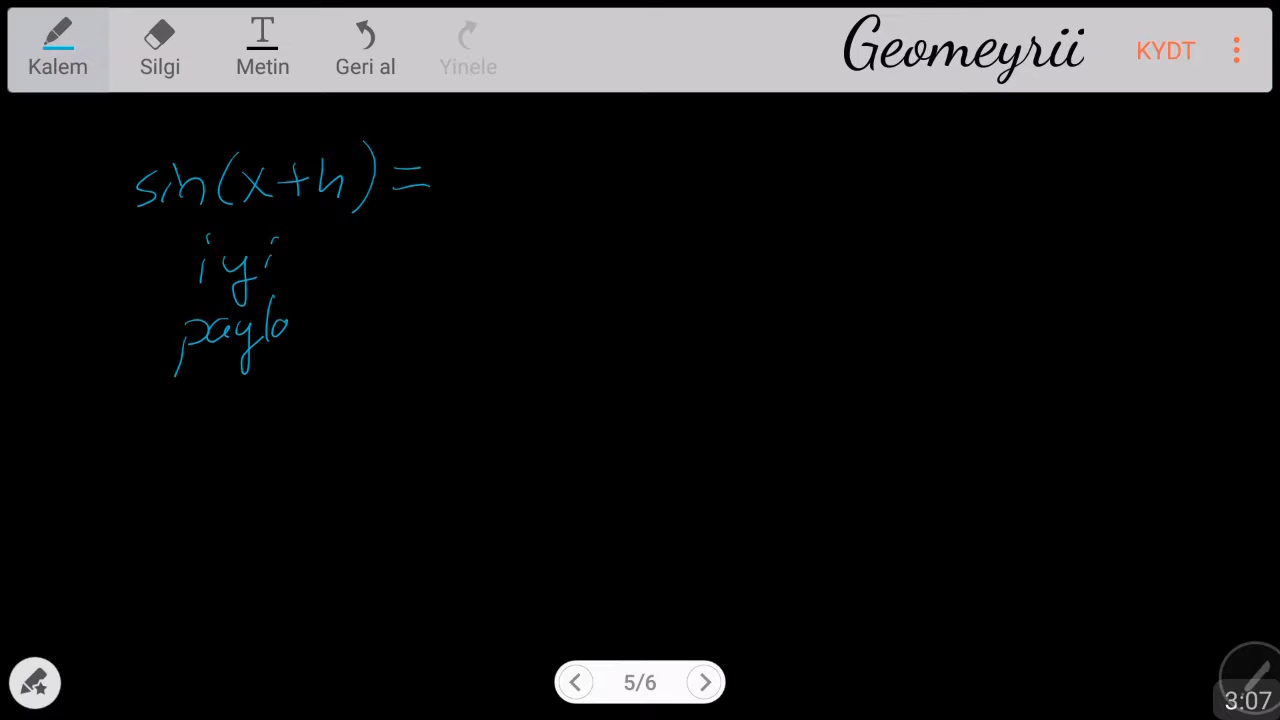 Kalem Silgi Metin Geri al Yinele Geomeyrii KYDT
sin(x+h)=
iyi
payla
5/6
3:07